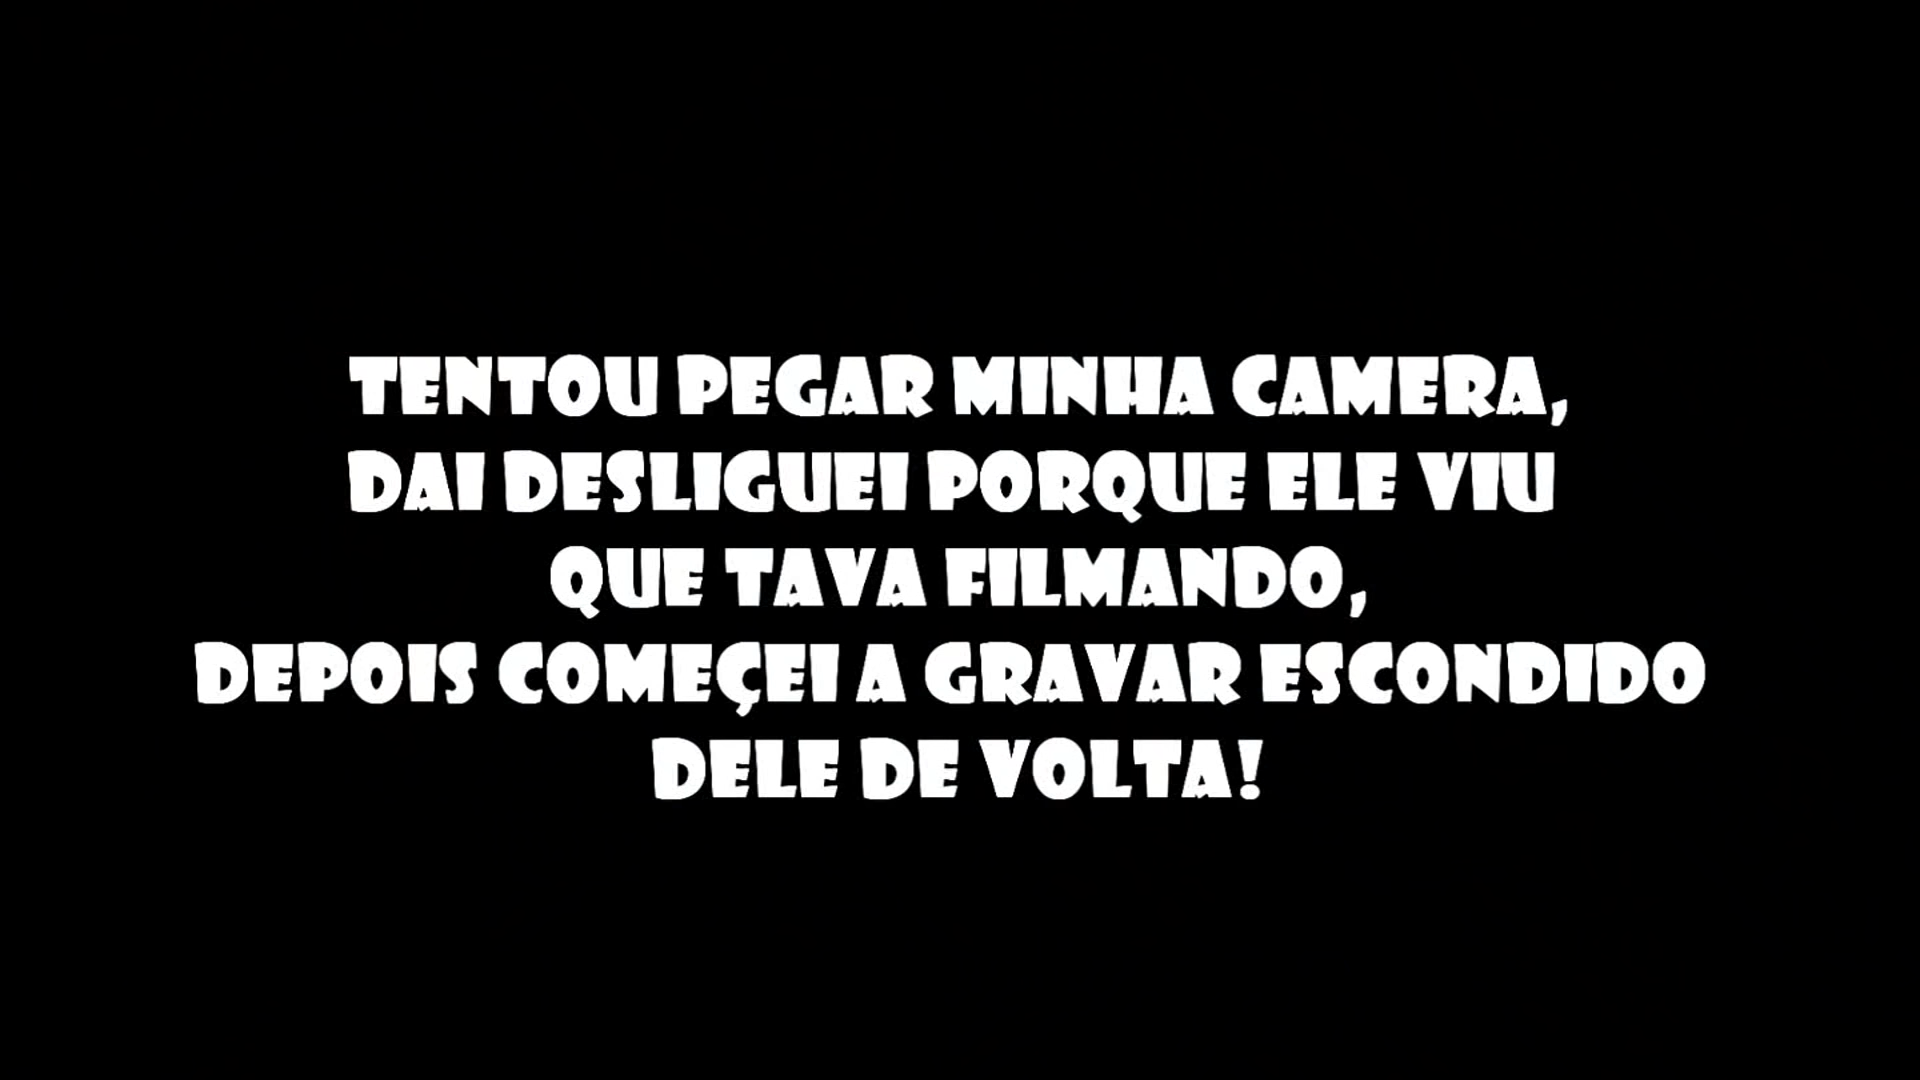 TENTOU PEGAR MINHA CAMERA,
DAI DESLIGUEI PORQUE ELE VIU
QUE TAVA FILMANDO,
DEPOIS COMEÇEI A GRAVAR ESCONDIDO
DELE DE VOLTA!